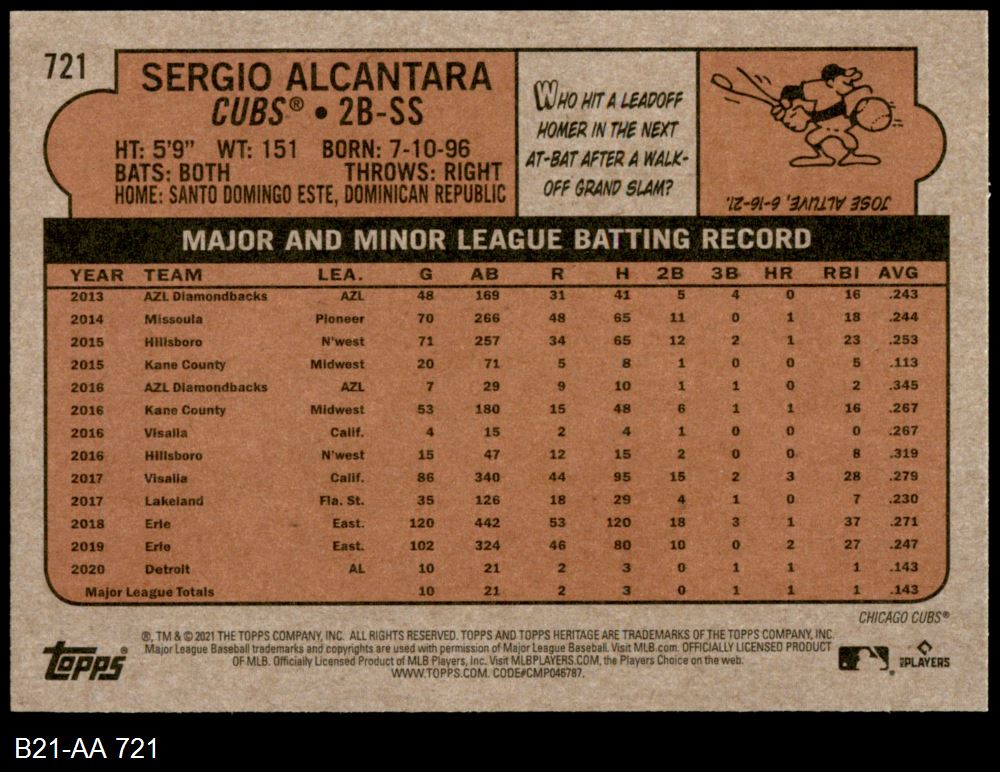 721
SERGIO ALCANTARA
CUBS® • 2B-SS
HT: 5'9" WT: 151 BORN: 7-10-96
BATS: BOTH THROWS: RIGHT
HOME: SANTO DOMINGO ESTE, DOMINICAN REPUBLIC
WHO HIT A LEADOFF
HOMER IN THE NEXT
AT-BAT AFTER A WALK-
OFF GRAND SLAM?
JOSE ALTUVE, 6-16-21.
MAJOR AND MINOR LEAGUE BATTING RECORD
YEAR TEAM LEA. G AB R H 2B 3B HR RBI AVG
2013 AZL Diamondbacks AZL 48 169 31 41 5 4 0 16 .243
2014 Missoula Pioneer 70 266 48 65 11 0 1 18 .244
2015 Hillsboro N'west 71 257 34 65 12 2 1 23 .253
2015 Kane County Midwest 20 71 5 8 1 0 0 5 .113
2016 AZL Diamondbacks AZL 7 29 9 10 1 1 0 2 .345
2016 Kane County Midwest 53 180 15 48 6 1 1 16 .267
2016 Visalia Calif. 4 15 2 4 1 0 0 0 .267
2016 Hillsboro N'west 15 47 12 15 2 0 0 8 .319
2017 Visalia Calif. 86 340 44 95 15 2 3 28 .279
2017 Lakeland Fla. St. 35 126 18 29 4 1 0 7 .230
2018 Erie East. 120 442 53 120 18 3 1 37 .271
2019 Erie East. 102 324 46 80 10 0 2 27 .247
2020 Detroit AL 10 21 2 3 0 1 1 1 .143
Major League Totals 10 21 2 3 0 1 1 1 .143
CHICAGO CUBS®
®, TM & © 2021 THE TOPPS COMPANY, INC. ALL RIGHTS RESERVED. TOPPS AND TOPPS HERITAGE ARE TRADEMARKS OF THE TOPPS COMPANY, INC.
Major League Baseball trademarks and copyrights are used with permission of Major League Baseball. Visit MLB.com. OFFICIALLY LICENSED PRODUCT
OF MLB. Officially Licensed Product of MLB Players, Inc. Visit MLBPLAYERS.COM, the Players Choice on the web.
WWW.TOPPS.COM. CODE#CMP046787.
topps®
MLB PLAYERS
B21-AA 721